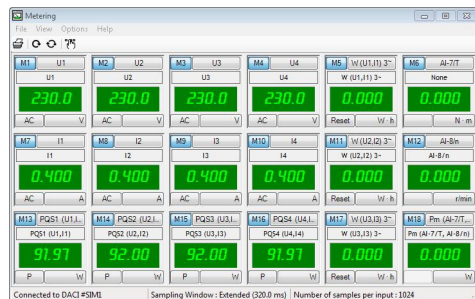 Metering
File View Options Help
M1 U1 M2 U2 M3 U3 M4 U4 M5 W (U1,I1) 3~ M6 AI-7/T
U1 U2 U3 U4 W (U1,I1) 3~ None
230.0 230.0 230.0 230.0 0.000 0.000
AC V AC V AC V AC V Reset W·h N·m
M7 I1 M8 I2 M9 I3 M10 I4 M11 W (U2,I2) 3~ M12 AI-8/n
I1 I2 I3 I4 W (U2,I2) 3~ AI-8/n
0.400 0.400 0.400 0.400 0.000 0.000
AC A AC A AC A AC A Reset W·h r/min
M13 PQS1 (U1,I... M14 PQS2 (U2,I... M15 PQS3 (U3,I... M16 PQS4 (U4,I... M17 W (U3,I3) 3~ M18 Pm (AI-7/T,...
PQS1 (U1,I1) PQS2 (U2,I2) PQS3 (U3,I3) PQS4 (U4,I4) W (U3,I3) 3~ Pm (AI-7/T, AI-8/n)
91.97 92.00 92.00 91.97 0.000 0.000
P W P W P W P W Reset W·h W
Connected to DACI #SIM1 Sampling Window : Extended (320.0 ms) Number of samples per input : 1024